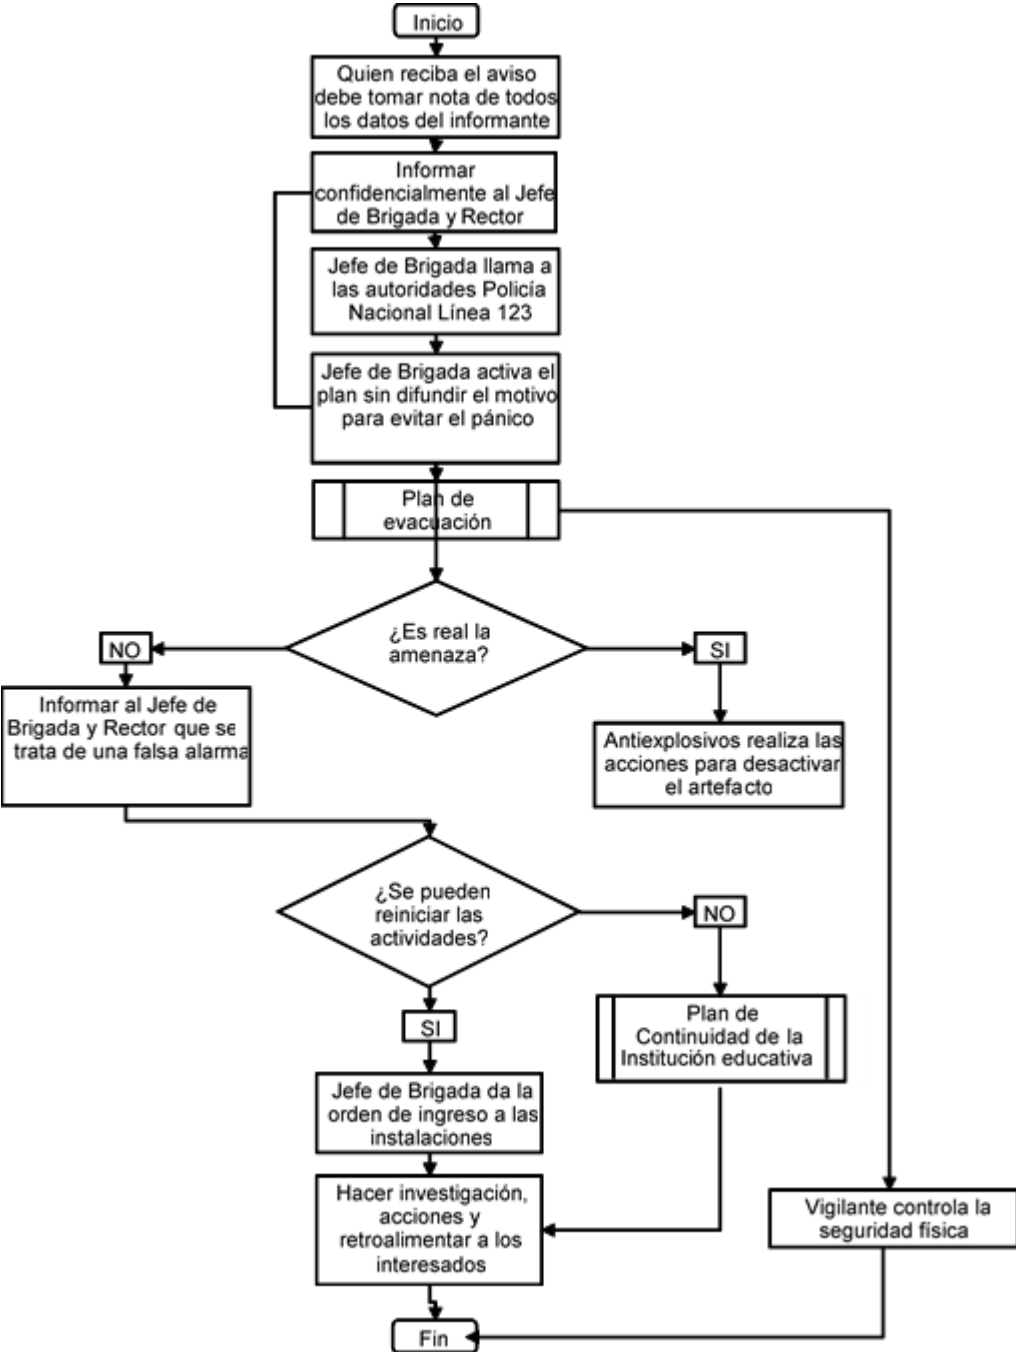 Inicio
Quien reciba el aviso
debe tomar nota de todos
los datos del informante
Informar
confidencialmente al Jefe
de Brigada y Rector
Jefe de Brigada llama a
las autoridades Policía
Nacional Línea 123
Jefe de Brigada activa el
plan sin difundir el motivo
para evitar el pánico
Plan de
evacuación
¿Es real la
amenaza?
NO
SI
Informar al Jefe de
Brigada y Rector que se
trata de una falsa alarma
Antiexplosivos realiza las
acciones para desactivar
el artefacto
¿Se pueden
reiniciar las
actividades?
NO
SI
Plan de
Continuidad de la
Institución educativa
Jefe de Brigada da la
orden de ingreso a las
instalaciones
Hacer investigación,
acciones y
retroalimentar a los
interesados
Vigilante controla la
seguridad física
Fin